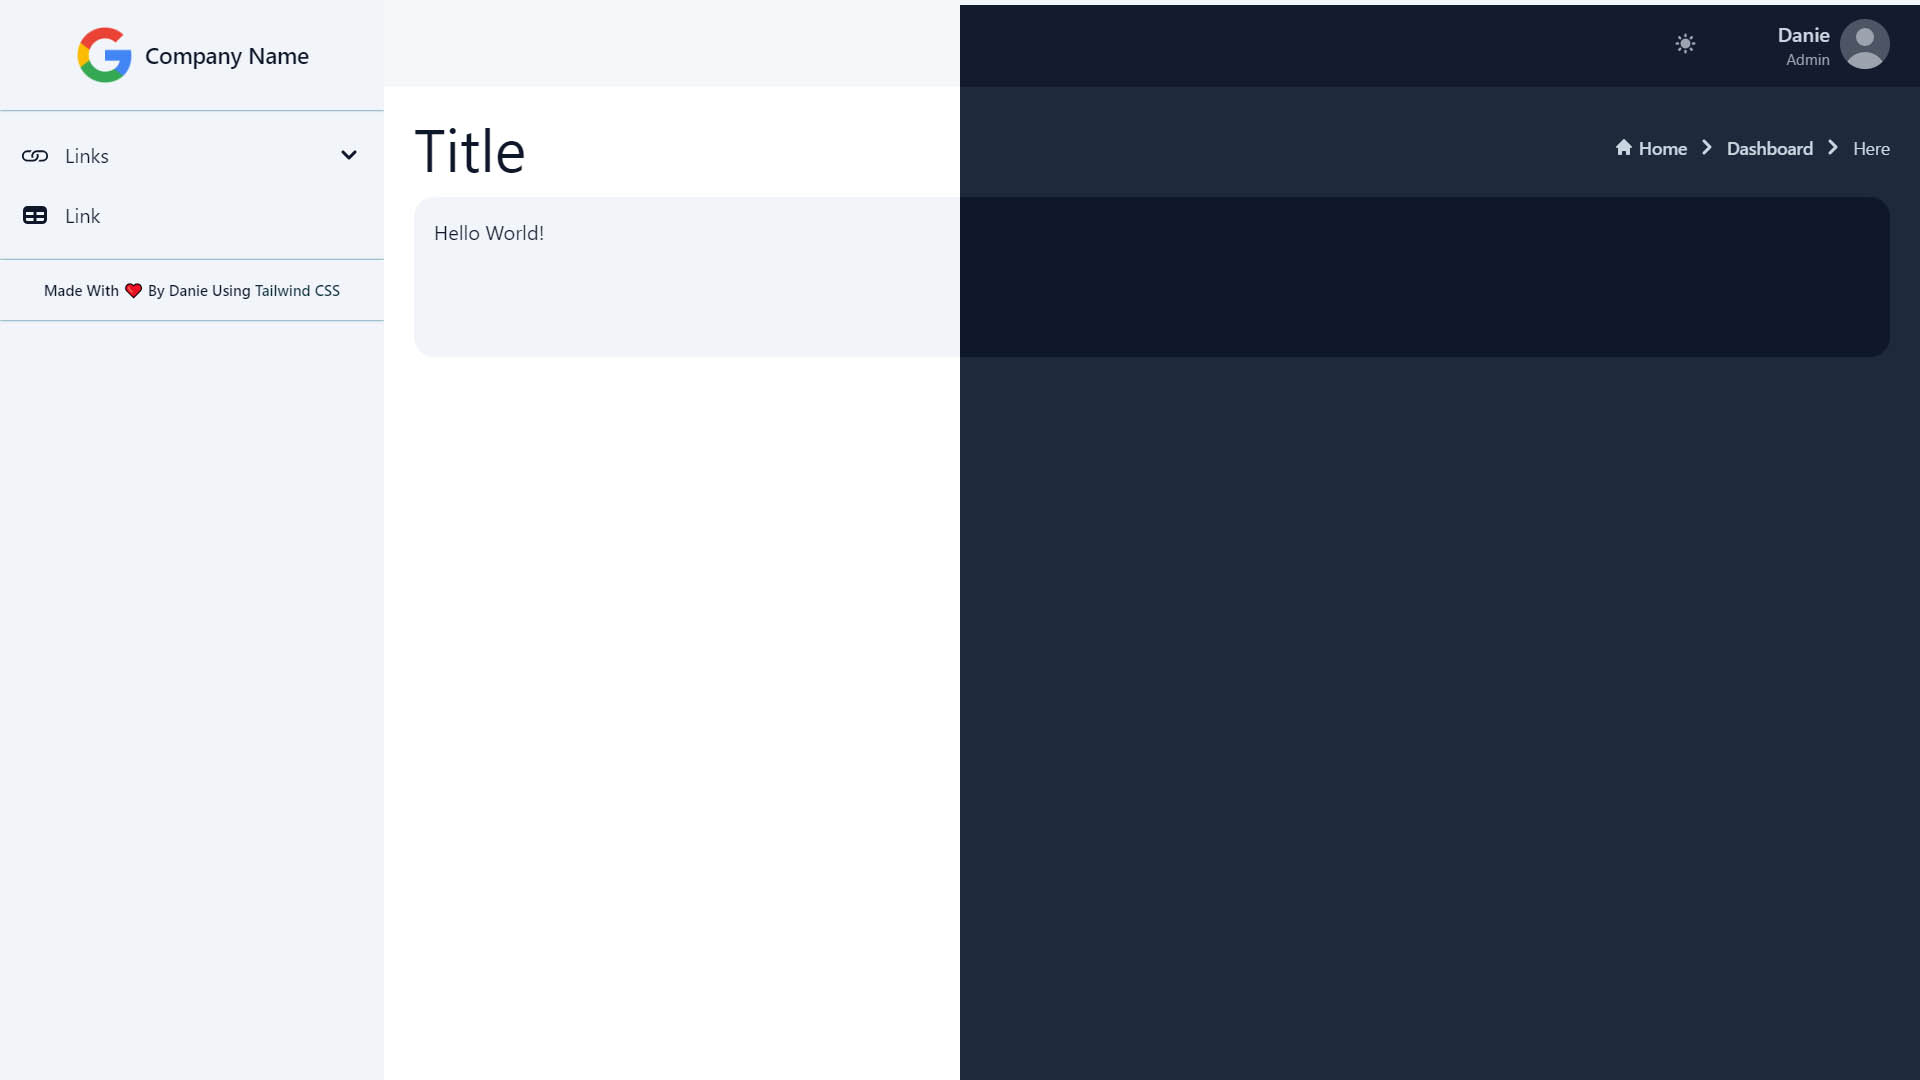 Company Name
Danie
Admin
Links
Link
Made With ❤ By Danie Using Tailwind CSS
Title
Home
Dashboard
Here
Hello World!